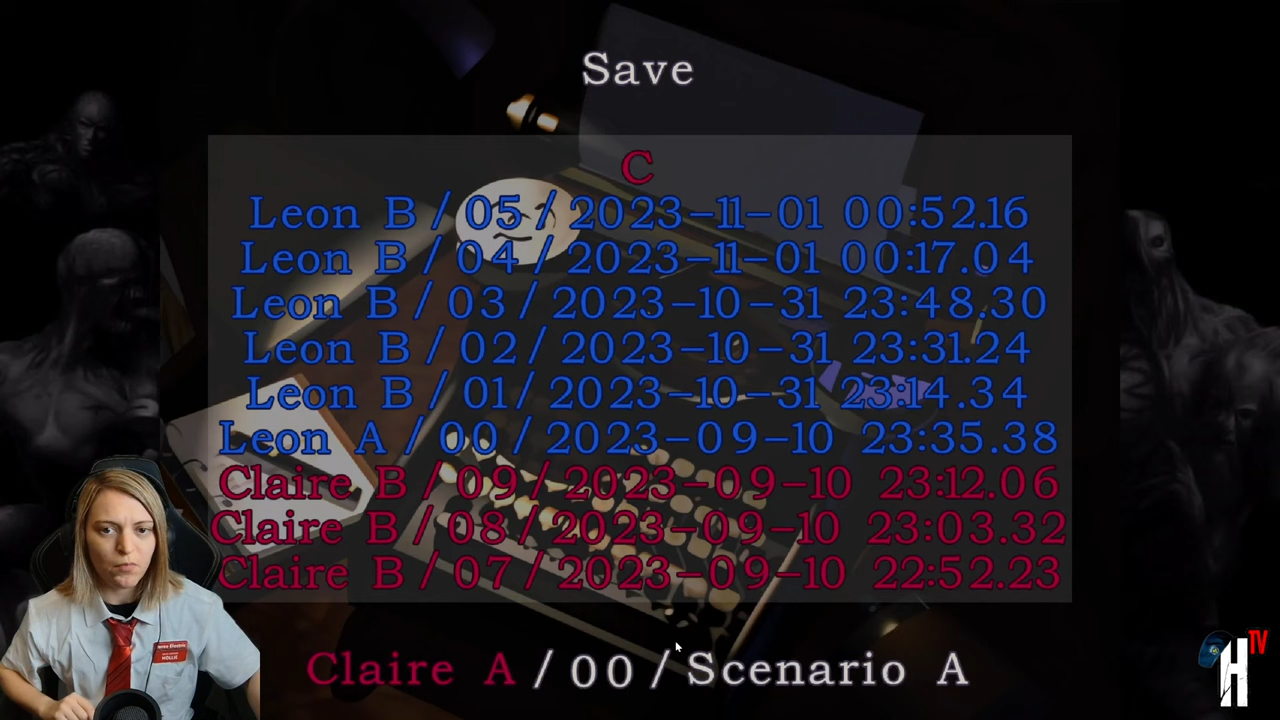 Save
C
Leon B / 05 / 2023-11-01 00:52.16
Leon B / 04 / 2023-11-01 00:17.04
Leon B / 03 / 2023-10-31 23:48.30
Leon B / 02 / 2023-10-31 23:31.24
Leon B / 01 / 2023-10-31 23:14.34
Leon A / 00 / 2023-09-10 23:35.38
Claire B / 09 / 2023-09-10 23:12.06
Claire B / 08 / 2023-09-10 23:03.32
Claire B / 07 / 2023-09-10 22:52.23
Claire A / 00 / Scenario A
HOLLIE
H TV